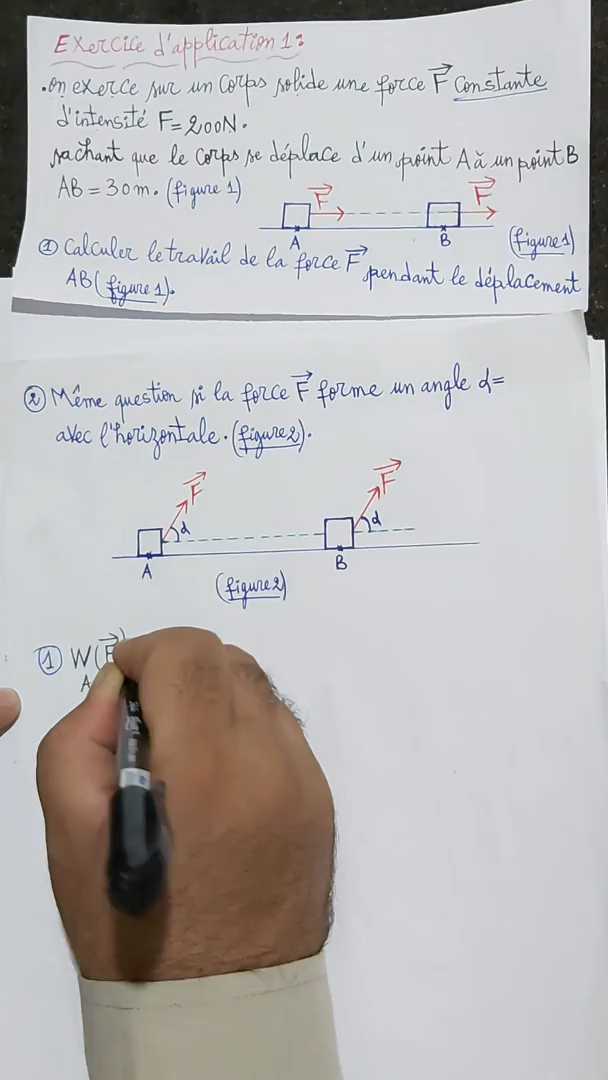 Exercice d'application 1:
. on exerce sur un corps solide une force F⃗ Constante
d'intensité F = 200N.
sachant que le corps se déplace d'un point A à un point B
AB = 30m. (figure 1)
F⃗ F⃗
A B (figure 1)
① Calculer le travail de la force F⃗ pendant le déplacement
AB (figure 1).
② Même question si la force F⃗ forme un angle α=
avec l'horizontale. (figure 2).
F⃗ F⃗
α α
A B
(figure 2)
① W(F⃗)
A